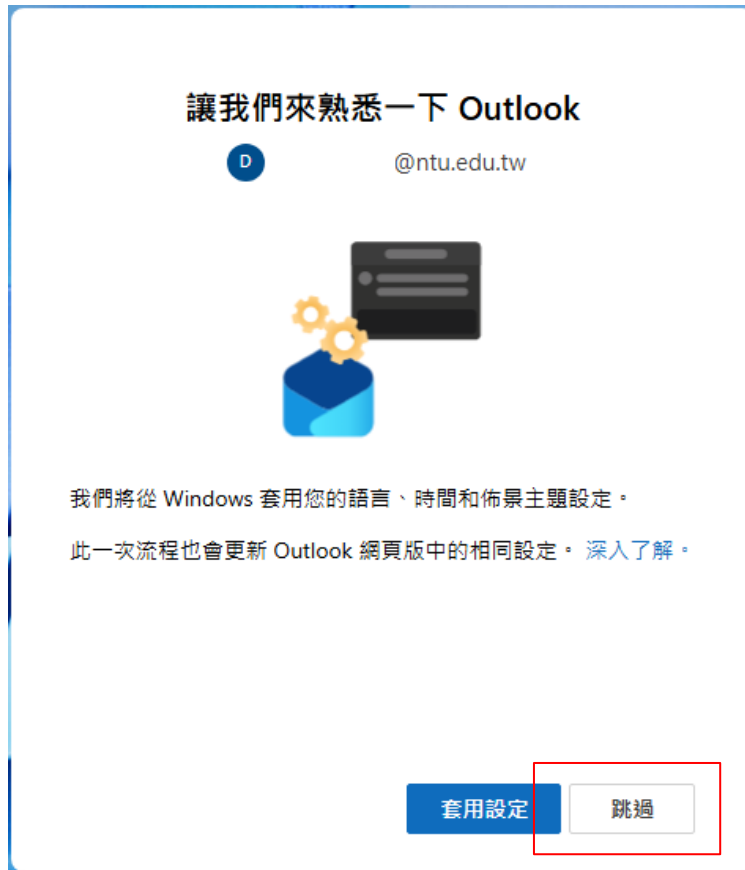 讓我們來熟悉一下 Outlook
D @ntu.edu.tw
我們將從 Windows 套用您的語言、時間和佈景主題設定。
此一次流程也會更新 Outlook 網頁版中的相同設定。 深入了解。
套用設定 跳過